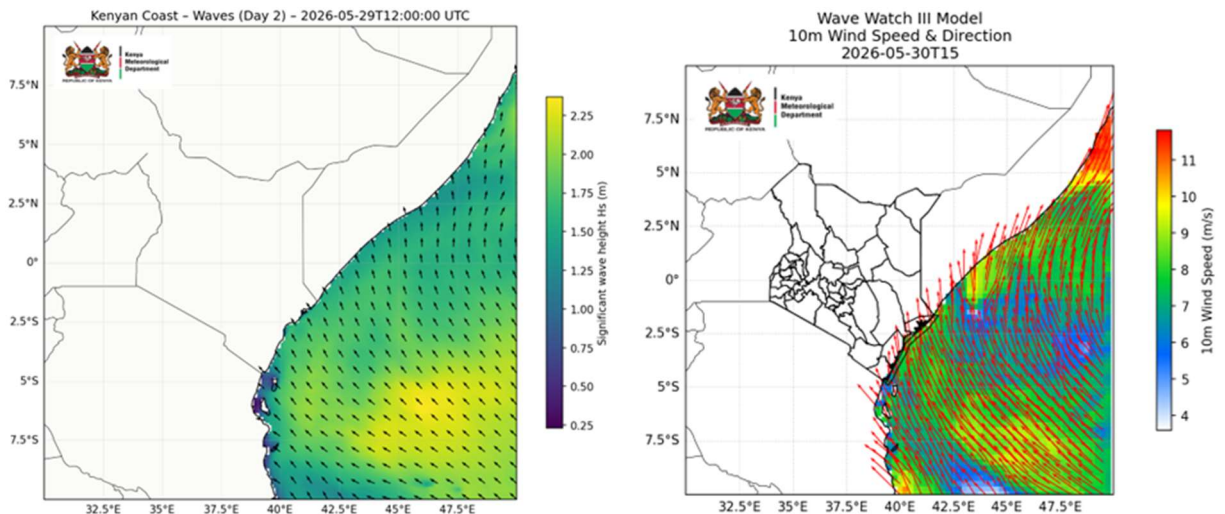 Kenyan Coast – Waves (Day 2) – 2026-05-29T12:00:00 UTC
Kenya
Meteorological
Department
REPUBLIC OF KENYA
7.5°N
5°N
2.5°N
0°
2.5°S
5°S
7.5°S
32.5°E 35°E 37.5°E 40°E 42.5°E 45°E 47.5°E
2.25
2.00
1.75
1.50
1.25
1.00
0.75
0.50
0.25
Significant wave height Hs (m)
Wave Watch III Model
10m Wind Speed & Direction
2026-05-30T15
Kenya
Meteorological
Department
REPUBLIC OF KENYA
7.5°N
5°N
2.5°N
0°
2.5°S
5°S
7.5°S
32.5°E 35°E 37.5°E 40°E 42.5°E 45°E 47.5°E
11
10
9
8
7
6
5
4
10m Wind Speed (m/s)